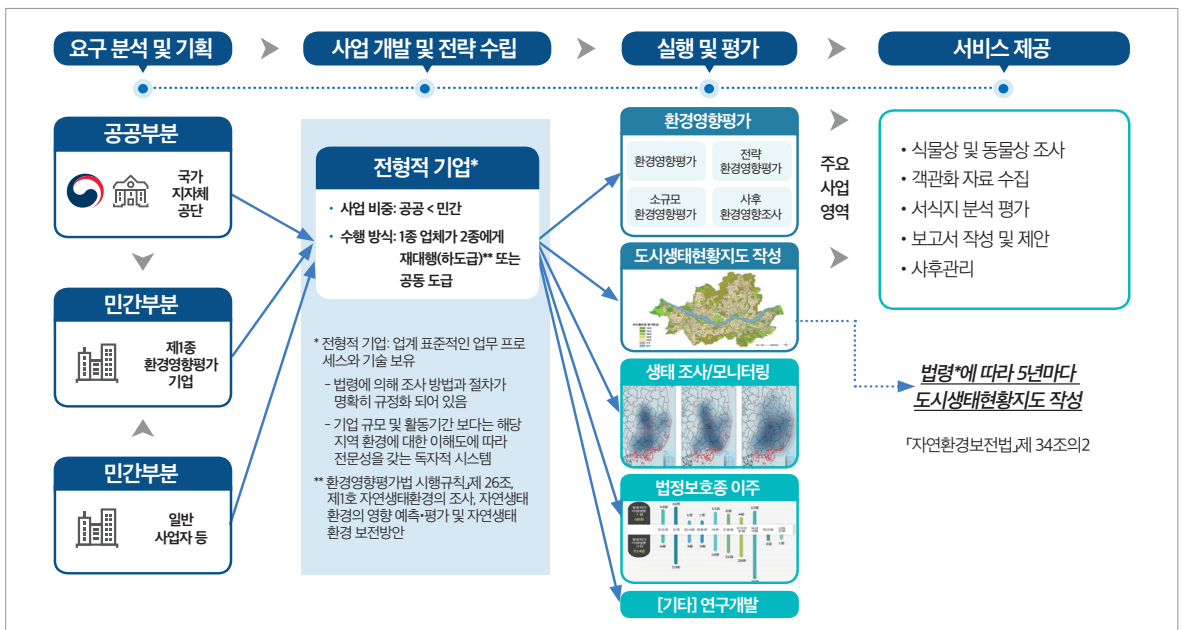 요구 분석 및 기획
사업 개발 및 전략 수립
실행 및 평가
서비스 제공
공공부분
국가
지자체
공단
민간부분
제1종
환경영향평가
기업
민간부분
일반
사업자 등
전형적 기업*
• 사업 비중: 공공 < 민간
• 수행 방식: 1종 업체가 2종에게
재대행(하도급)** 또는
공동 도급
* 전형적 기업: 업계 표준적인 업무 프로
세스와 기술 보유
- 법령에 의해 조사 방법과 절차가
명확히 규정화 되어 있음
- 기업 규모 및 활동기간 보다는 해당
지역 환경에 대한 이해도에 따라
전문성을 갖는 독자적 시스템
** 환경영향평가법 시행규칙」제 26조,
제1호 자연생태환경의 조사, 자연생태
환경의 영향 예측•평가 및 자연생태
환경 보전방안
환경영향평가
환경영향평가
전략
환경영향평가
소규모
환경영향평가
사후
환경영향조사
도시생태현황지도 작성
생태 조사/모니터링
법정보호종 이주
[기타] 연구개발
주요
사업
영역
• 식물상 및 동물상 조사
• 객관화 자료 수집
• 서식지 분석 평가
• 보고서 작성 및 제안
• 사후관리
법령*에 따라 5년마다
도시생태현황지도 작성
「자연환경보전법」제 34조의2